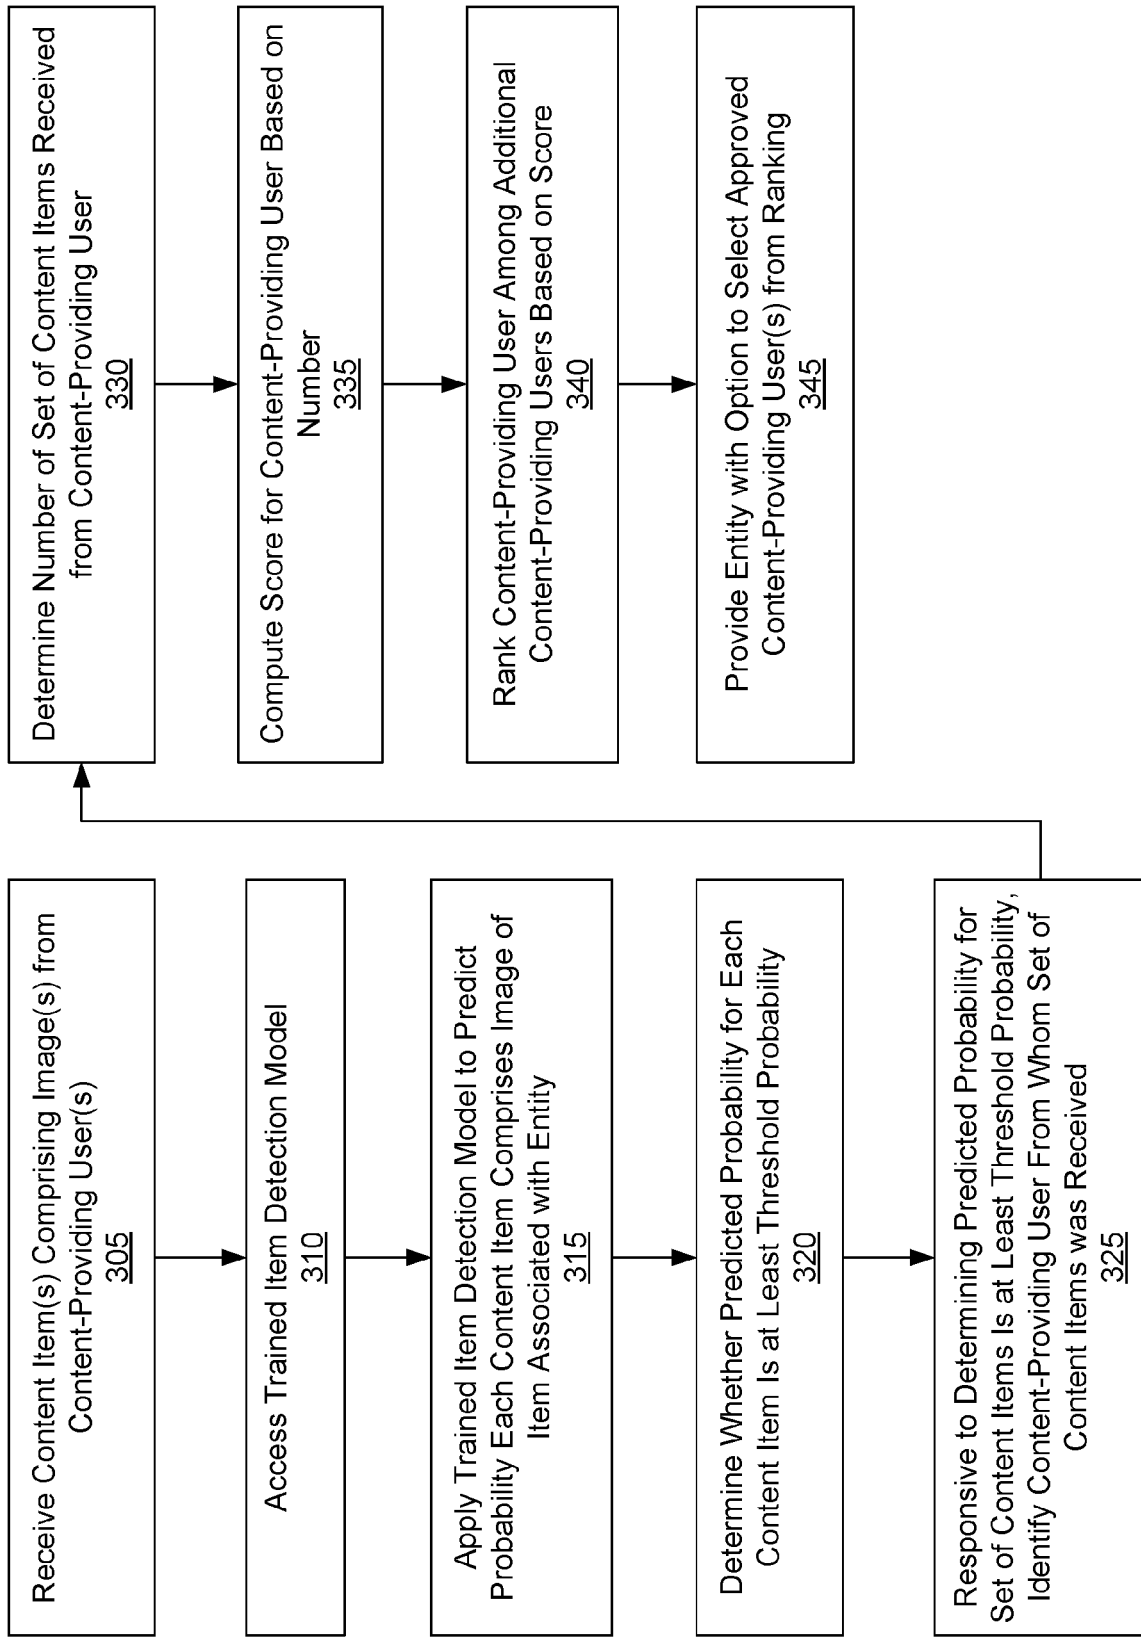 Receive Content Item(s) Comprising Image(s) from
Content-Providing User(s)
305
Access Trained Item Detection Model
310
Apply Trained Item Detection Model to Predict
Probability Each Content Item Comprises Image of
Item Associated with Entity
315
Determine Whether Predicted Probability for Each
Content Item Is at Least Threshold Probability
320
Responsive to Determining Predicted Probability for
Set of Content Items Is at Least Threshold Probability,
Identify Content-Providing User From Whom Set of
Content Items was Received
325
Determine Number of Set of Content Items Received
from Content-Providing User
330
Compute Score for Content-Providing User Based on
Number
335
Rank Content-Providing User Among Additional
Content-Providing Users Based on Score
340
Provide Entity with Option to Select Approved
Content-Providing User(s) from Ranking
345